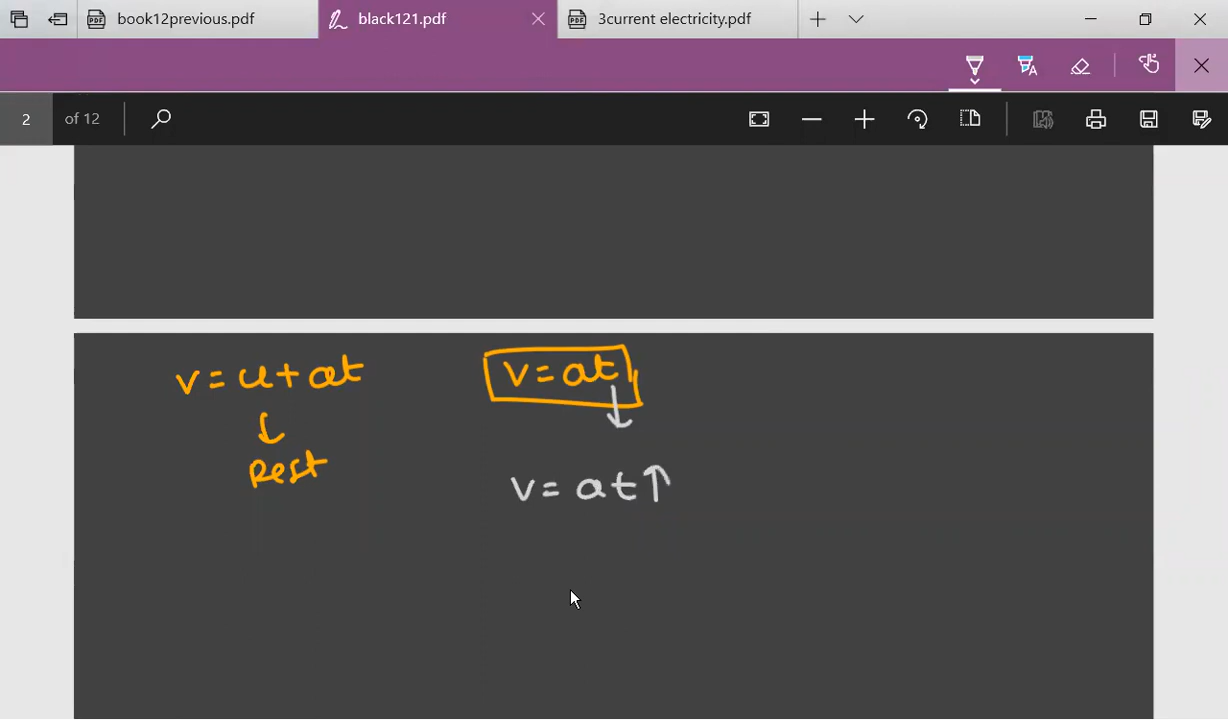 book12previous.pdf black121.pdf 3current electricity.pdf
2 of 12
v = u + at
↓
Rest
v = at
↓
v = at ↑